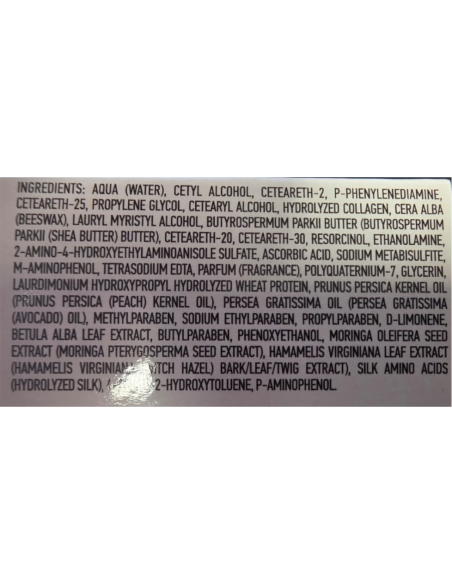 INGREDIENTS: AQUA (WATER), CETYL ALCOHOL, CETEARETH-2, P-PHENYLENEDIAMINE,
CETEARETH-25, PROPYLENE GLYCOL, CETEARYL ALCOHOL, HYDROLYZED COLLAGEN, CERA ALBA
(BEESWAX), LAURYL MYRISTYL ALCOHOL, BUTYROSPERMUM PARKII BUTTER (BUTYROSPERMUM
PARKII (SHEA BUTTER) BUTTER), CETEARETH-20, CETEARETH-30, RESORCINOL, ETHANOLAMINE,
2-AMINO-4-HYDROXYETHYLAMINOANISOLE SULFATE, ASCORBIC ACID, SODIUM METABISULFITE,
M-AMINOPHENOL, TETRASODIUM EDTA, PARFUM (FRAGRANCE), POLYQUATERNIUM-7, GLYCERIN,
LAURDIMONIUM HYDROXYPROPYL HYDROLYZED WHEAT PROTEIN, PRUNUS PERSICA KERNEL OIL
(PRUNUS PERSICA (PEACH) KERNEL OIL), PERSEA GRATISSIMA OIL (PERSEA GRATISSIMA
(AVOCADO) OIL), METHYLPARABEN, SODIUM ETHYLPARABEN, PROPYLPARABEN, D-LIMONENE,
BETULA ALBA LEAF EXTRACT, BUTYLPARABEN, PHENOXYETHANOL, MORINGA OLEIFERA SEED
EXTRACT (MORINGA PTERYGOSPERMA SEED EXTRACT), HAMAMELIS VIRGINIANA LEAF EXTRACT
(HAMAMELIS VIRGINIANA HAZEL) BARK/LEAF/TWIG EXTRACT), SILK AMINO ACIDS
(HYDROLYZED SILK), 2-HYDROXYTOLUENE, P-AMINOPHENOL.